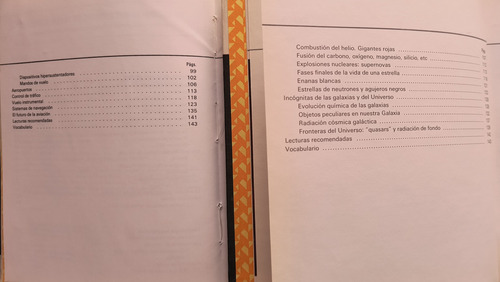 Págs.
Dispositivos hipersustentadores 99
Mandos de vuelo 102
Aeropuertos 106
Control de tráfico 113
Vuelo instrumental 118
Sistemas de navegación 123
El futuro de la aviación 135
Lecturas recomendadas 141
Vocabulario 143
Combustión del helio. Gigantes rojas
Fusión del carbono, oxígeno, magnesio, silicio, etc.
Explosiones nucleares: supernovas
Fases finales de la vida de una estrella
Enanas blancas
Estrellas de neutrones y agujeros negros
Incógnitas de las galaxias y del Universo
Evolución química de las galaxias
Objetos peculiares en nuestra Galaxia
Radiación cósmica galáctica
Fronteras del Universo: "quasars" y radiación de fondo
Lecturas recomendadas
Vocabulario